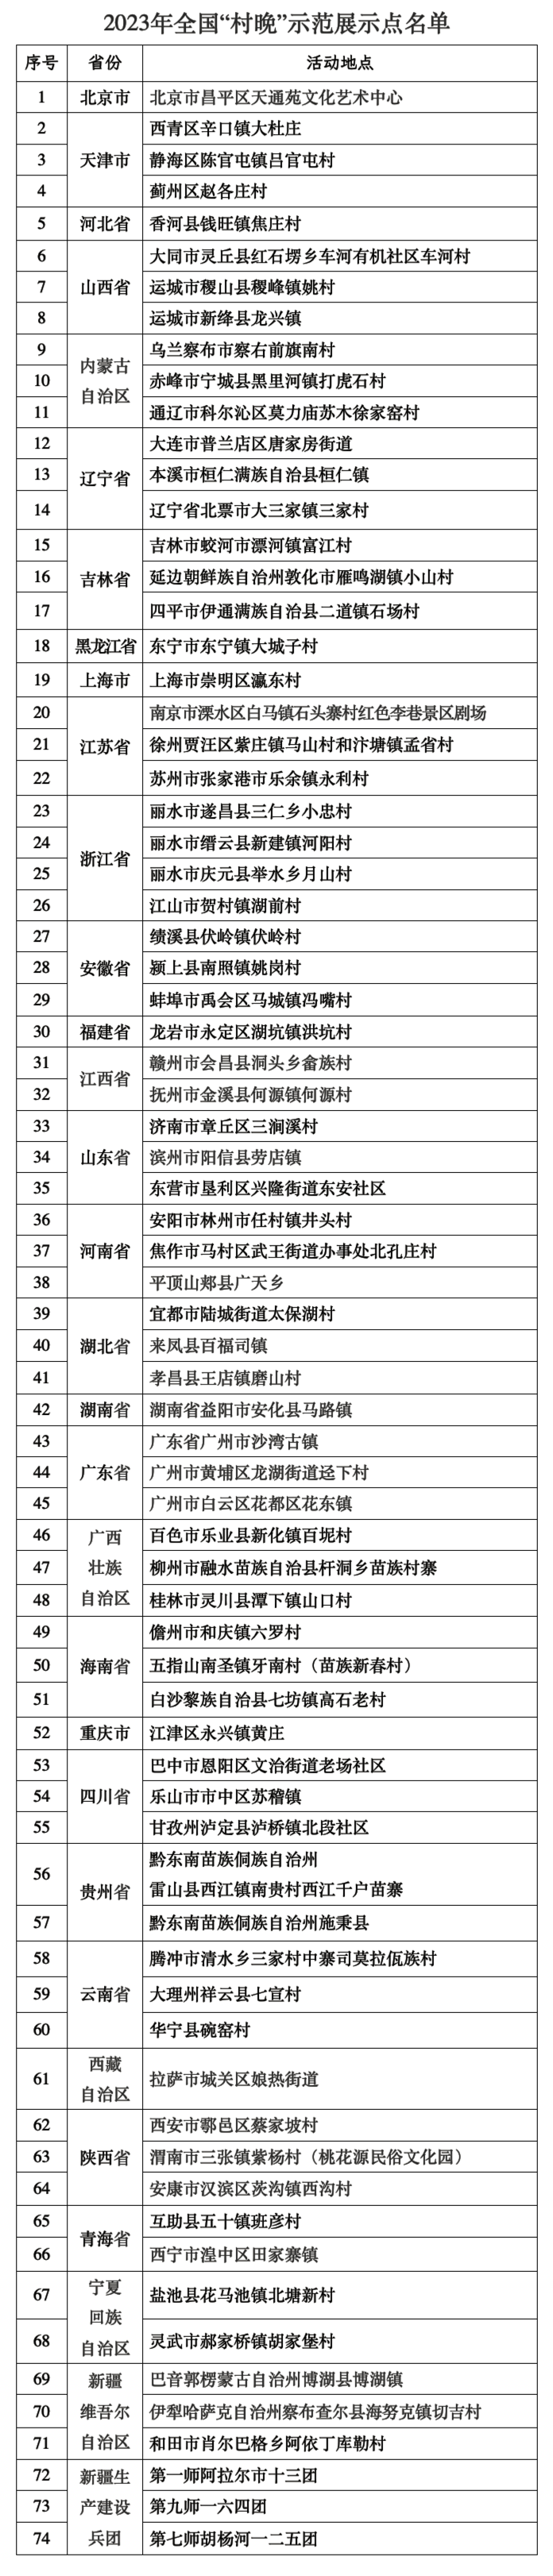 2023年全国“村晚”示范展示点名单
序号 省份 活动地点
1 北京市 北京市昌平区天通苑文化艺术中心
2 西青区辛口镇大杜庄
3 天津市 静海区陈官屯镇吕官屯村
4 蓟州区赵各庄村
5 河北省 香河县钱旺镇焦庄村
6 大同市灵丘县红石塄乡车河有机社区车河村
7 山西省 运城市稷山县稷峰镇姚村
8 运城市新绛县龙兴镇
9 乌兰察布市察右前旗南村
内蒙古
10 赤峰市宁城县黑里河镇打虎石村
自治区
11 通辽市科尔沁区莫力庙苏木徐家窑村
12 大连市普兰店区唐家房街道
13 辽宁省 本溪市桓仁满族自治县桓仁镇
14 辽宁省北票市大三家镇三家村
15 吉林市蛟河市漂河镇富江村
16 吉林省 延边朝鲜族自治州敦化市雁鸣湖镇小山村
17 四平市伊通满族自治县二道镇石场村
18 黑龙江省 东宁市东宁镇大城子村
19 上海市 上海市崇明区瀛东村
20 南京市溧水区白马镇石头寨村红色李巷景区剧场
21 江苏省 徐州贾汪区紫庄镇马山村和汴塘镇孟省村
22 苏州市张家港市乐余镇永利村
23 丽水市遂昌县三仁乡小忠村
24 丽水市缙云县新建镇河阳村
浙江省
25 丽水市庆元县举水乡月山村
26 江山市贺村镇湖前村
27 绩溪县伏岭镇伏岭村
28 安徽省 颍上县南照镇姚岗村
29 蚌埠市禹会区马城镇冯嘴村
30 福建省 龙岩市永定区湖坑镇洪坑村
31 赣州市会昌县洞头乡畲族村
江西省
32 抚州市金溪县何源镇何源村
33 济南市章丘区三涧溪村
34 山东省 滨州市阳信县劳店镇
35 东营市垦利区兴隆街道东安社区
36 安阳市林州市任村镇井头村
37 河南省 焦作市马村区武王街道办事处北孔庄村
38 平顶山郏县广天乡
39 宜都市陆城街道太保湖村
40 湖北省 来凤县百福司镇
41 孝昌县王店镇磨山村
42 湖南省 湖南省益阳市安化县马路镇
43 广东省广州市沙湾古镇
44 广东省 广州市黄埔区龙湖街道迳下村
45 广州市白云区花都区花东镇
46 广西 百色市乐业县新化镇百坭村
47 壮族 柳州市融水苗族自治县杆洞乡苗族村寨
48 自治区 桂林市灵川县潭下镇山口村
49 儋州市和庆镇六罗村
50 海南省 五指山南圣镇牙南村（苗族新春村）
51 白沙黎族自治县七坊镇高石老村
52 重庆市 江津区永兴镇黄庄
53 巴中市恩阳区文治街道老场社区
54 四川省 乐山市市中区苏稽镇
55 甘孜州泸定县泸桥镇北段社区
56 黔东南苗族侗族自治州
雷山县西江镇南贵村西江千户苗寨
贵州省
57 黔东南苗族侗族自治州施秉县
58 腾冲市清水乡三家村中寨司莫拉佤族村
59 云南省 大理州祥云县七宣村
60 华宁县碗窑村
西藏
61 拉萨市城关区娘热街道
自治区
62 西安市鄠邑区蔡家坡村
63 陕西省 渭南市三张镇紫杨村（桃花源民俗文化园）
64 安康市汉滨区茨沟镇西沟村
65 互助县五十镇班彦村
青海省
66 西宁市湟中区田家寨镇
67 宁夏 盐池县花马池镇北塘新村
回族
68 自治区 灵武市郝家桥镇胡家堡村
69 新疆 巴音郭楞蒙古自治州博湖县博湖镇
70 维吾尔 伊犁哈萨克自治州察布查尔县海努克镇切吉村
71 自治区 和田市肖尔巴格乡阿依丁库勒村
72 新疆生 第一师阿拉尔市十三团
73 产建设 第九师一六四团
74 兵团 第七师胡杨河一二五团